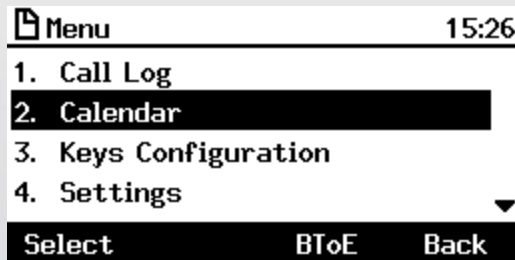 Menu 15:26
1. Call Log
2. Calendar
3. Keys Configuration
4. Settings
Select BToE Back